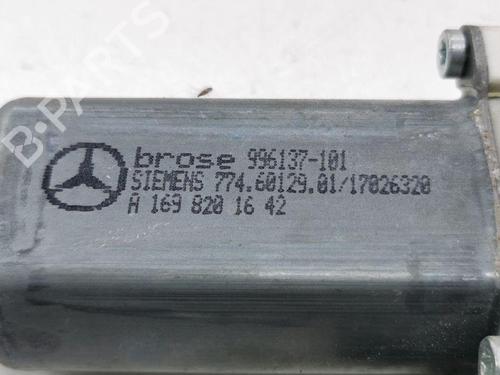 brose 996137-101
SIEMENS 774.60129.01/17026320
A 169 820 16 42
B-PARTS